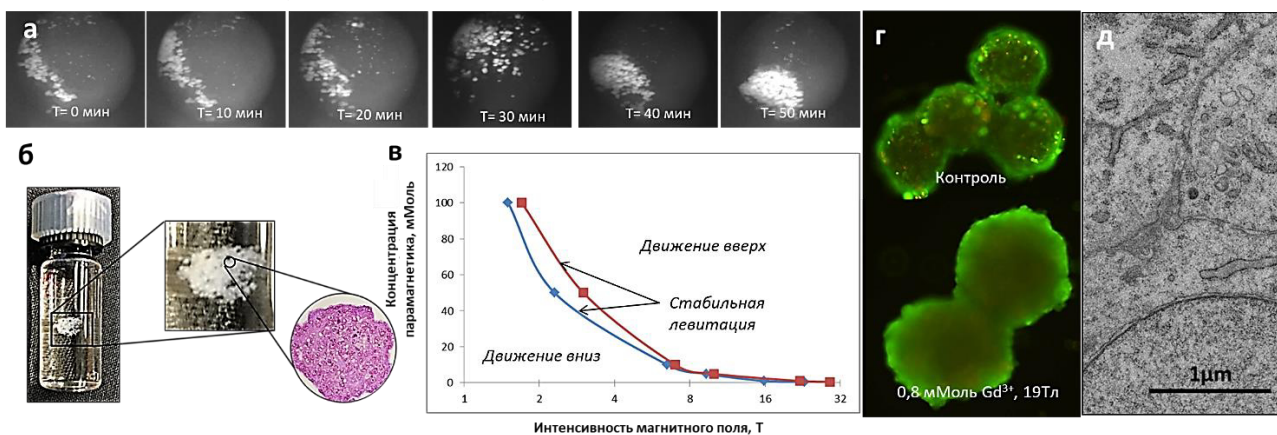 а
Т= 0 мин
Т= 10 мин
Т= 20 мин
Т= 30 мин
Т= 40 мин
Т= 50 мин
б
в
Концентрация
парамагнетика, мМоль
120
100
80
60
40
20
0
Движение вверх
Стабильная
левитация
Движение вниз
1
2
4
8
16
32
Интенсивность магнитного поля, Т
г
Контроль
0,8 мМоль Gd³⁺, 19Тл
д
1µm